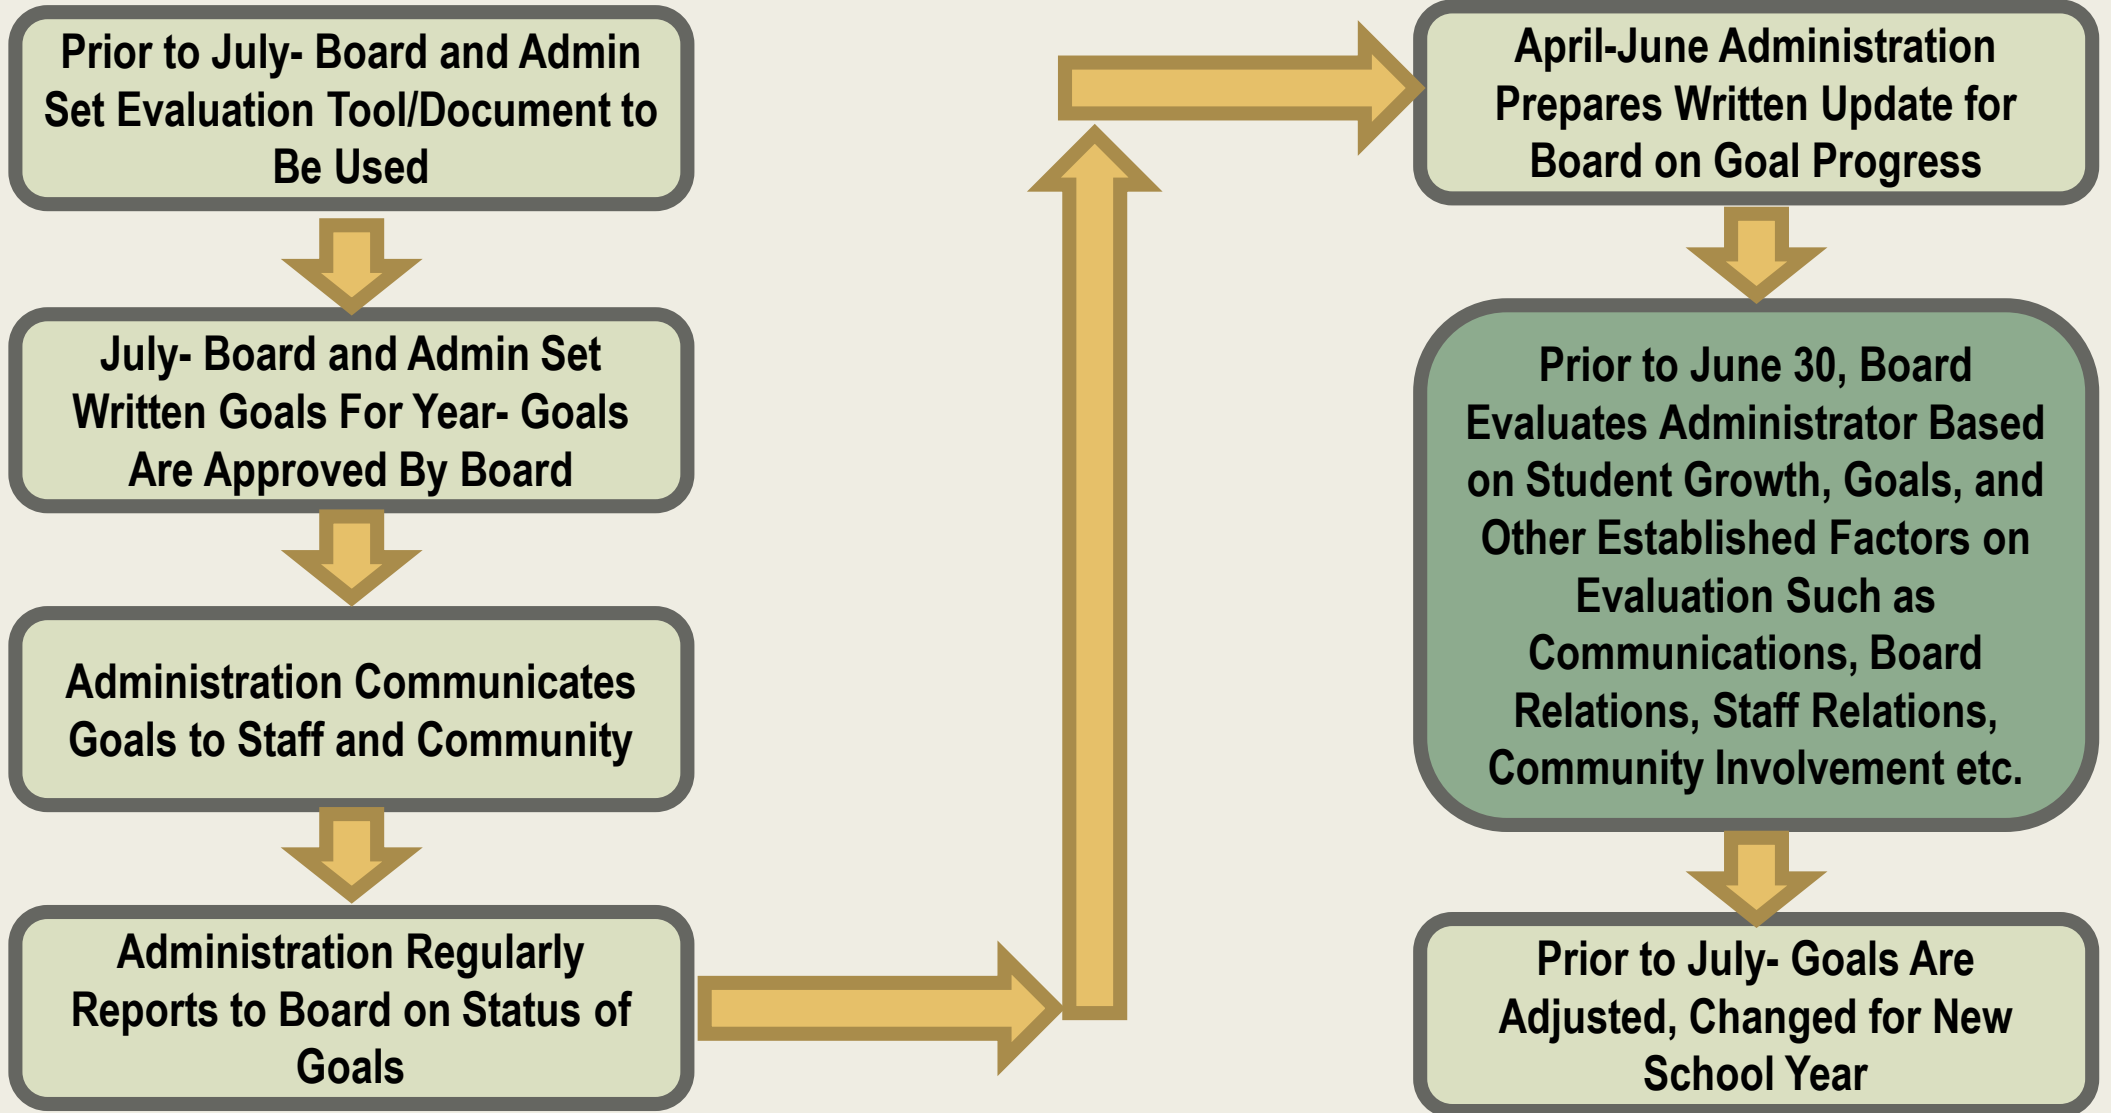 Prior to July- Board and Admin
Set Evaluation Tool/Document to
Be Used
July- Board and Admin Set
Written Goals For Year- Goals
Are Approved By Board
Administration Communicates
Goals to Staff and Community
Administration Regularly
Reports to Board on Status of
Goals
April-June Administration
Prepares Written Update for
Board on Goal Progress
Prior to June 30, Board
Evaluates Administrator Based
on Student Growth, Goals, and
Other Established Factors on
Evaluation Such as
Communications, Board
Relations, Staff Relations,
Community Involvement etc.
Prior to July- Goals Are
Adjusted, Changed for New
School Year